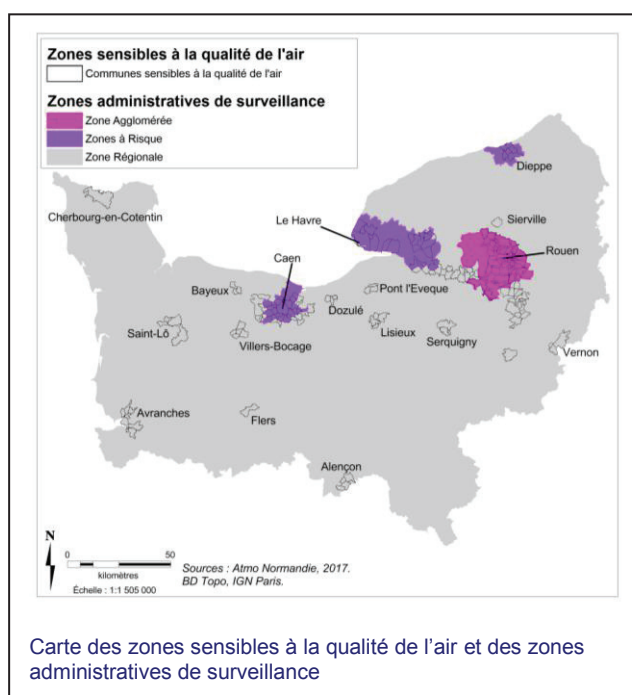 Zones sensibles à la qualité de l'air
Communes sensibles à la qualité de l'air
Zones administratives de surveillance
Zone Agglomérée
Zones à Risque
Zone Régionale
Dieppe
Cherbourg-en-Cotentin
Le Havre
Sierville
Rouen
Caen
Bayeux
Pont l'Eveque
Dozulé
Saint-Lô
Villers-Bocage
Lisieux
Serquigny
Vernon
Avranches
Flers
Alençon
N
0 50
kilomètres
Échelle : 1:1 505 000
Sources : Atmo Normandie, 2017.
BD Topo, IGN Paris.
Carte des zones sensibles à la qualité de l’air et des zones
administratives de surveillance